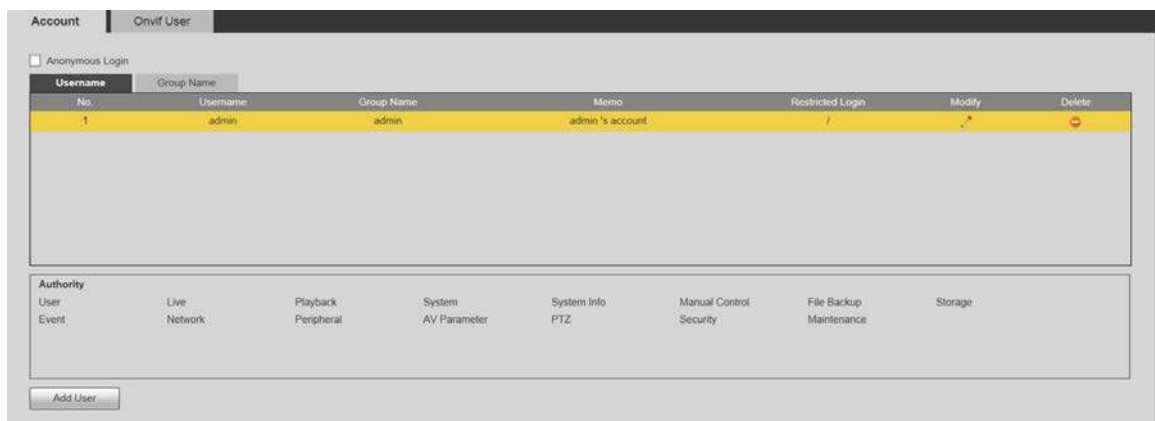 Account Onvif User
Anonymous Login
Username Group Name
No. Username Group Name Memo Restricted Login Modify Delete
1 admin admin admin 's account /
Authority
User Live Playback System System Info Manual Control File Backup Storage
Event Network Peripheral AV Parameter PTZ Security Maintenance
Add User